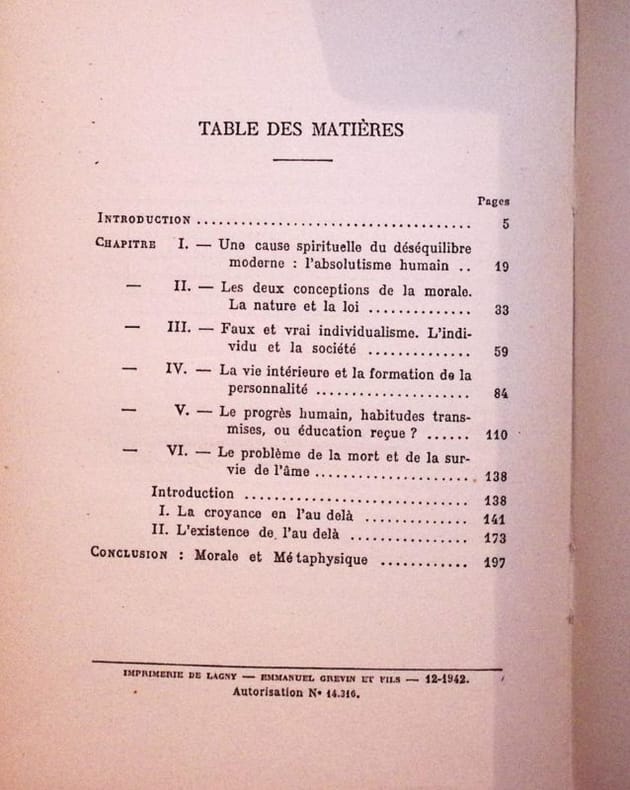 TABLE DES MATIÈRES
Pages
INTRODUCTION .................................. 5
CHAPITRE I. — Une cause spirituelle du déséquilibre
moderne : l'absolutisme humain .. 19
— II. — Les deux conceptions de la morale.
La nature et la loi .............. 33
— III. — Faux et vrai individualisme. L'indi-
vidu et la société .............. 59
— IV. — La vie intérieure et la formation de la
personnalité ..................... 84
— V. — Le progrès humain, habitudes trans-
mises, ou éducation reçue ? ...... 110
— VI. — Le problème de la mort et de la sur-
vie de l'âme ..................... 138
Introduction ............................ 138
I. La croyance en l'au delà ............. 141
II. L'existence de l'au delà .............. 173
CONCLUSION : Morale et Métaphysique ............ 197
IMPRIMERIE DE LAGNY — EMMANUEL GREVIN ET FILS — 12-1942.
Autorisation N° 14.316.